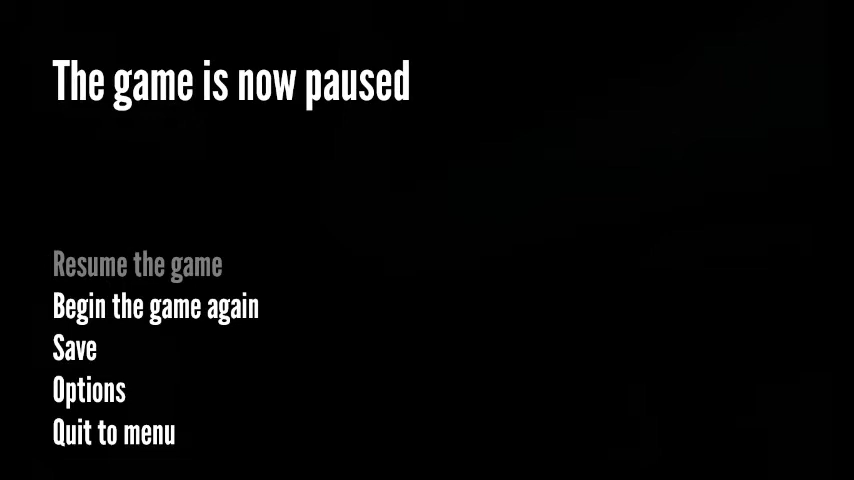 The game is now paused
Resume the game
Begin the game again
Save
Options
Quit to menu